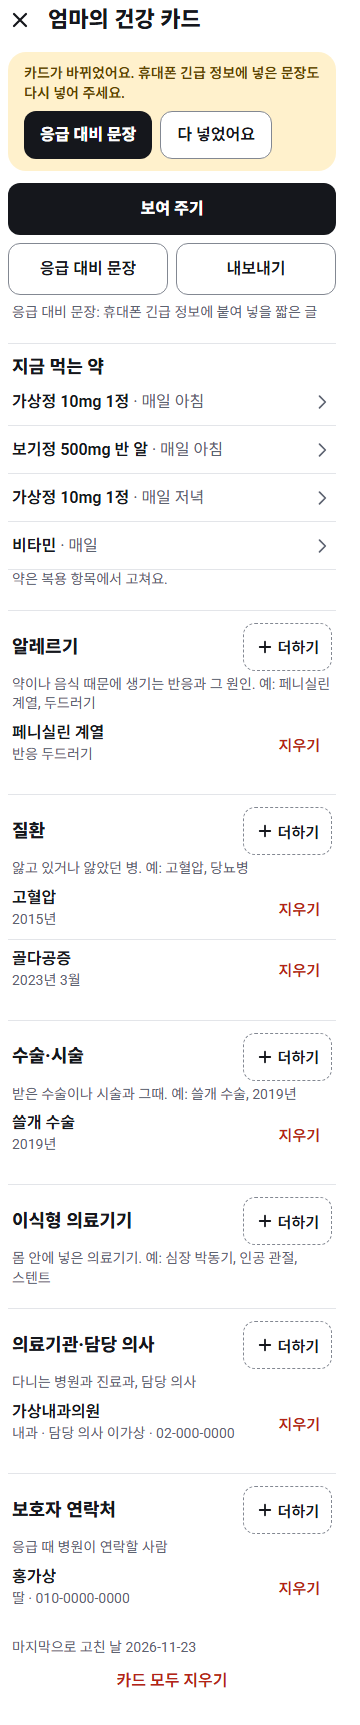 엄마의 건강 카드
카드가 바뀌었어요. 휴대폰 긴급 정보에 넣은 문장도
다시 넣어 주세요.
응급 대비 문장
다 넣었어요
보여 주기
응급 대비 문장
내보내기
응급 대비 문장: 휴대폰 긴급 정보에 붙여 넣을 짧은 글
지금 먹는 약
가상정 10mg 1정 · 매일 아침
보기정 500mg 반 알 · 매일 아침
가상정 10mg 1정 · 매일 저녁
비타민 · 매일
약은 복용 항목에서 고쳐요.
알레르기
더하기
약이나 음식 때문에 생기는 반응과 그 원인. 예: 페니실린
계열, 두드러기
페니실린 계열
반응 두드러기
지우기
질환
더하기
앓고 있거나 앓았던 병. 예: 고혈압, 당뇨병
고혈압
2015년
지우기
골다공증
2023년 3월
지우기
수술·시술
더하기
받은 수술이나 시술과 그때. 예: 쓸개 수술, 2019년
쓸개 수술
2019년
지우기
이식형 의료기기
더하기
몸 안에 넣은 의료기기. 예: 심장 박동기, 인공 관절,
스텐트
의료기관·담당 의사
더하기
다니는 병원과 진료과, 담당 의사
가상내과의원
내과 · 담당 의사 이가상 · 02-000-0000
지우기
보호자 연락처
더하기
응급 때 병원이 연락할 사람
홍가상
딸 · 010-0000-0000
지우기
마지막으로 고친 날 2026-11-23
카드 모두 지우기